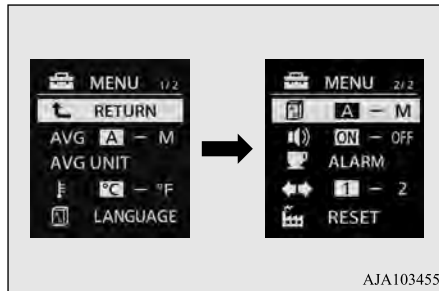 MENU 1/2
RETURN
AVG A – M
AVG UNIT
°C – °F
LANGUAGE
MENU 2/2
A – M
ON – OFF
ALARM
1 – 2
RESET
AJA103455